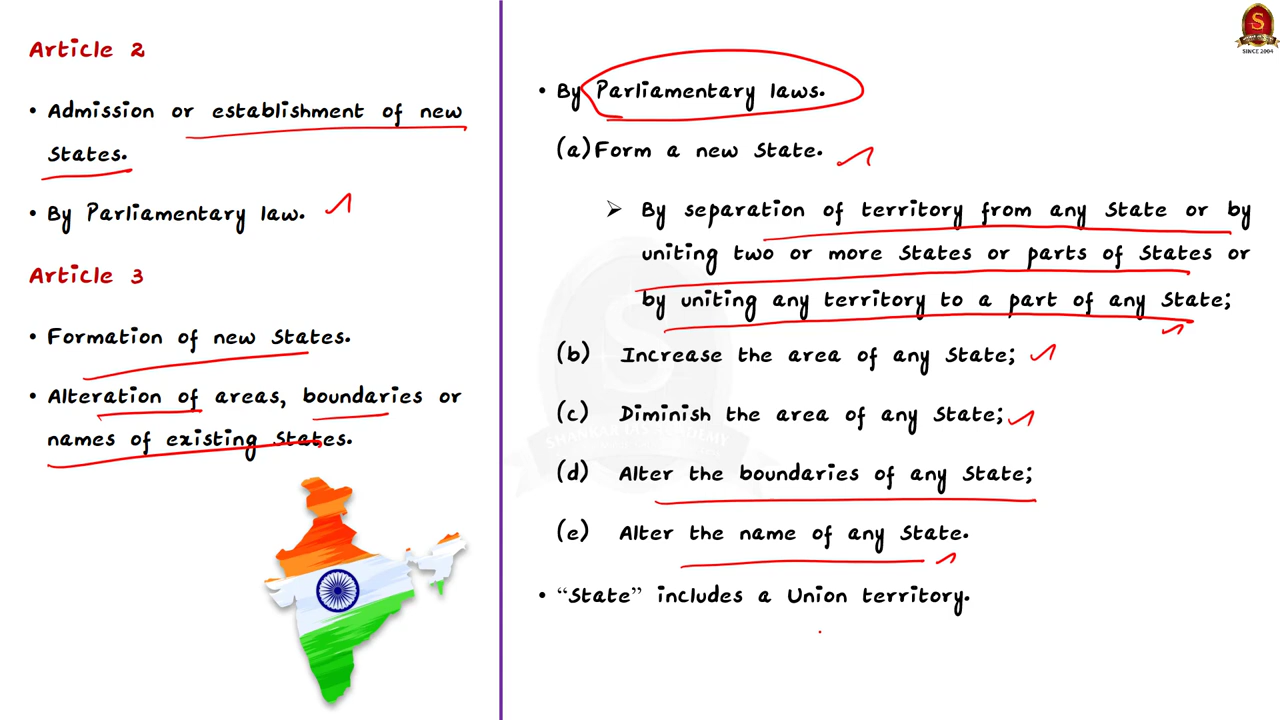 Article 2
• Admission or establishment of new
States.
• By Parliamentary law.
Article 3
• Formation of new States.
• Alteration of areas, boundaries or
names of existing States.
• By Parliamentary laws.
(a) Form a new State.
➢ By separation of territory from any State or by
uniting two or more States or parts of States or
by uniting any territory to a part of any State;
(b) Increase the area of any State;
(c) Diminish the area of any State;
(d) Alter the boundaries of any State;
(e) Alter the name of any State.
• “State” includes a Union territory.
S
SINCE 2004
SHANKAR IAS ACADEMY